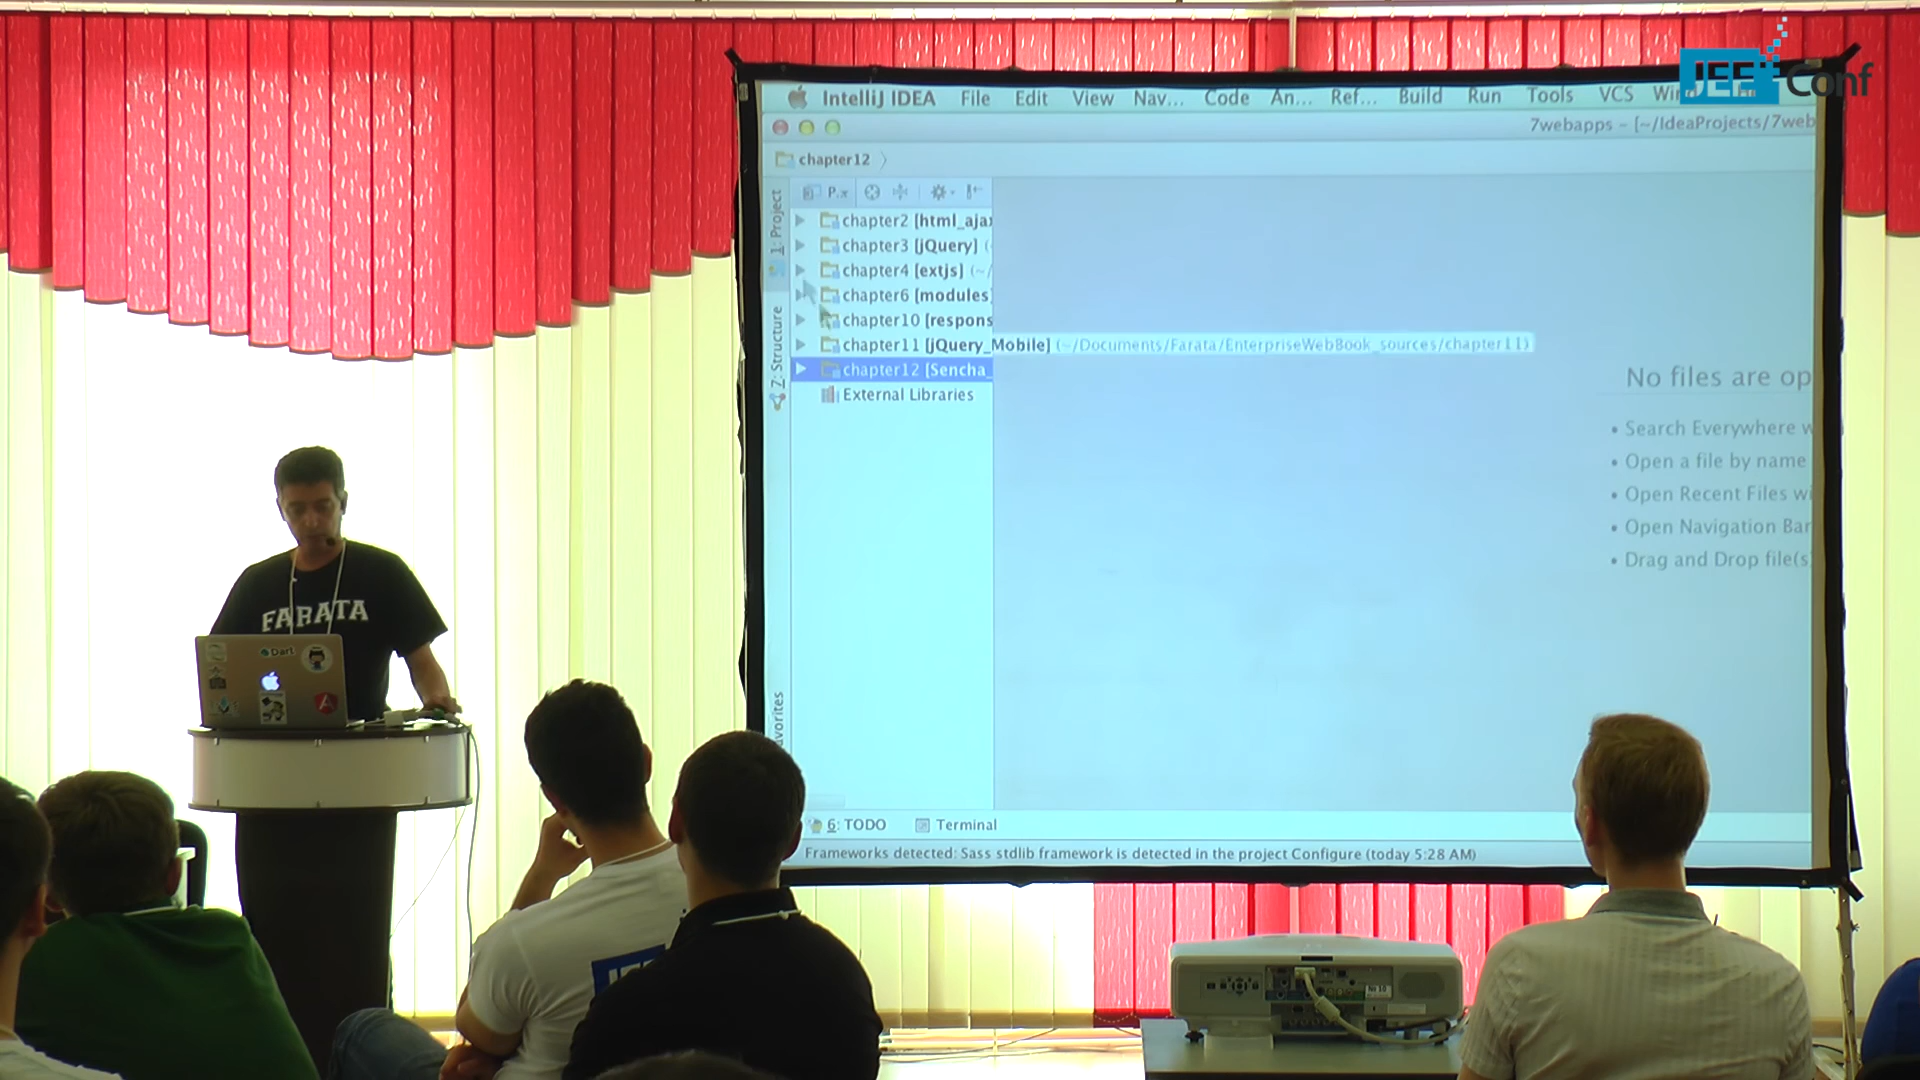 JEEConf
IntelliJ IDEA File Edit View Nav... Code An... Ref... Build Run Tools VCS
7webapps – [~/IdeaProjects/7web
chapter12
1: Project
Z: Structure
chapter2 [html_ajax
chapter3 [jQuery]
chapter4 [extjs] (~/
chapter6 [modules]
chapter10 [respons
chapter11 [jQuery_Mobile] (~/Documents/Farata/EnterpriseWebBook_sources/chapter11)
chapter12 [Sencha_
External Libraries
No files are op
• Search Everywhere w
• Open a file by name
• Open Recent Files wi
• Open Navigation Bar
• Drag and Drop file(s
avorites
6: TODO Terminal
Frameworks detected: Sass stdlib framework is detected in the project Configure (today 5:28 AM)
FARATA
Dart